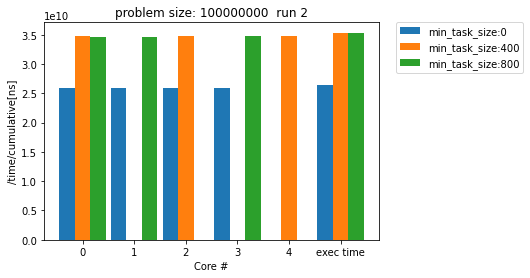 problem size: 100000000  run 2
1e10
3.5
3.0
2.5
2.0
1.5
1.0
0.5
0.0
/time/cumulative[ns]
0 1 2 3 4 exec time
Core #
min_task_size:0
min_task_size:400
min_task_size:800